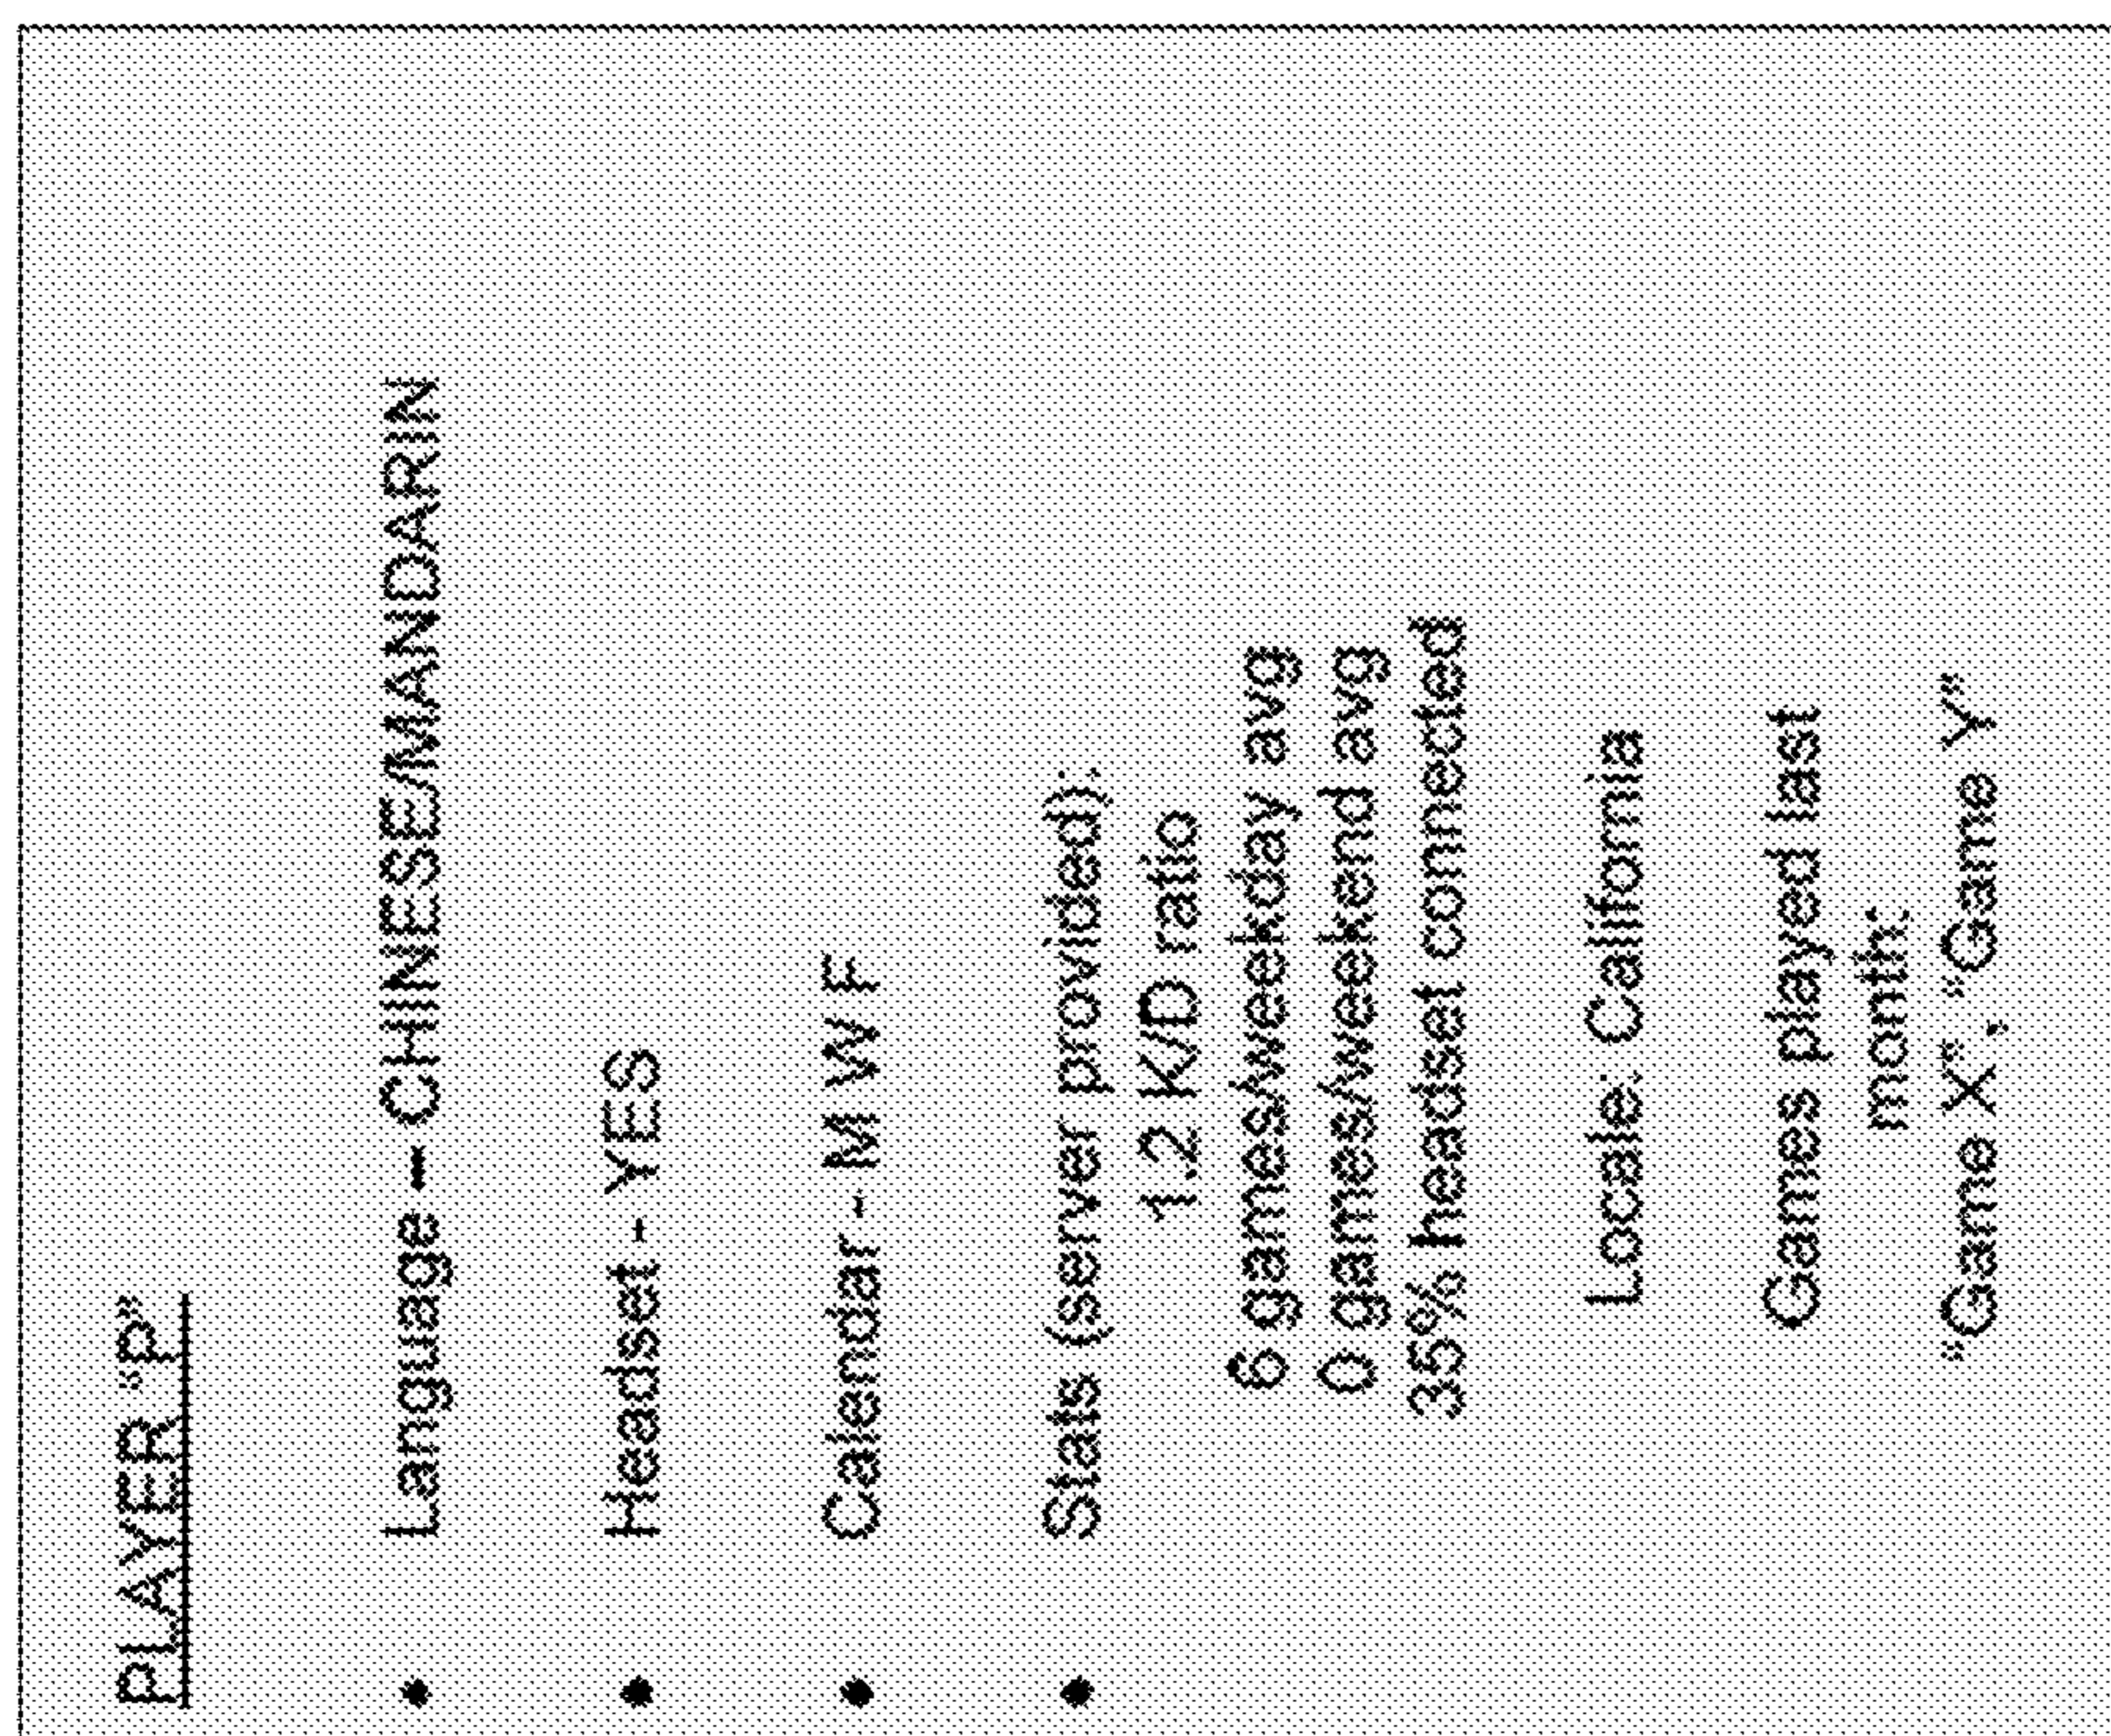 PLAYER "P"
• Language – CHINESE/MANDARIN
• Headset - YES
• Calendar - M W F
• Stats (server provided):
1.2 K/D ratio
6 games/weekday avg
0 games/weekend avg
35% headset connected
Locale: California
Games played last
month:
"Game X", "Game Y"